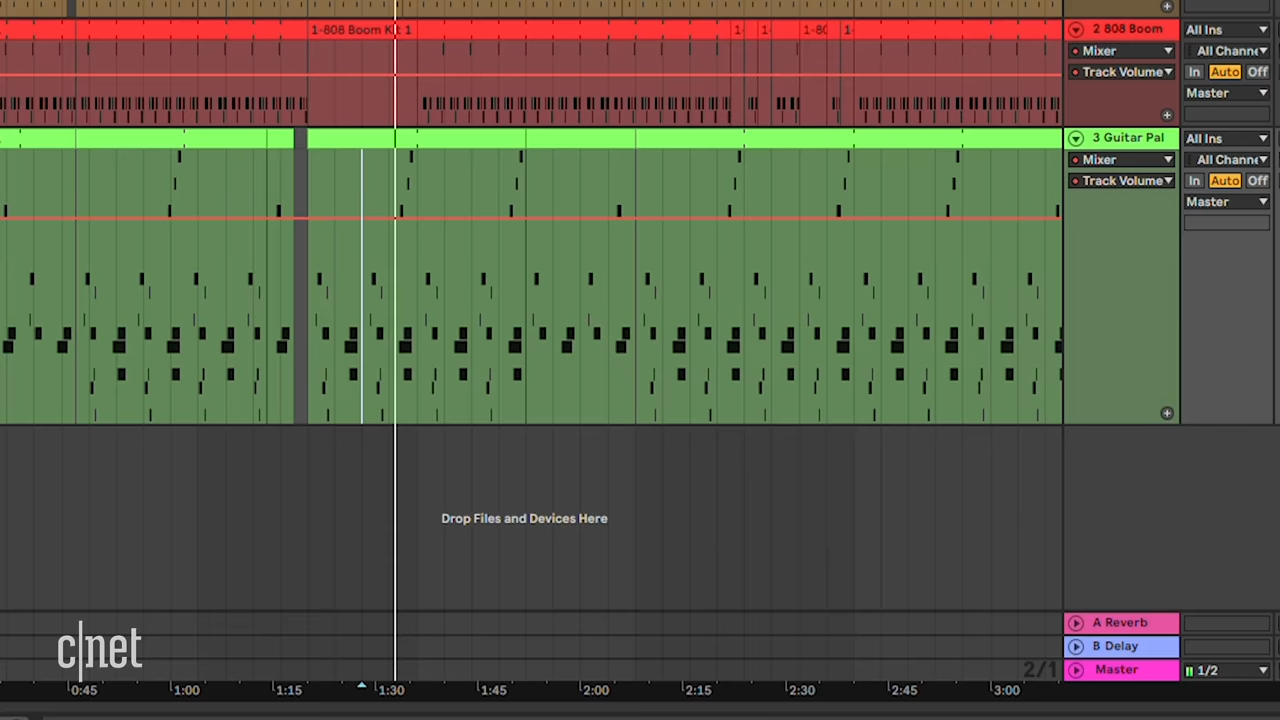 1-808 Boom Kit 1
1-
1-
1-80
1-
2 808 Boom
All Ins
Mixer
All Channe
Track Volume
In Auto Off
Master
3 Guitar Pal
All Ins
Mixer
All Channe
Track Volume
In Auto Off
Master
Drop Files and Devices Here
c|net
A Reverb
B Delay
2/1
Master
1/2
0:45
1:00
1:15
1:30
1:45
2:00
2:15
2:30
2:45
3:00